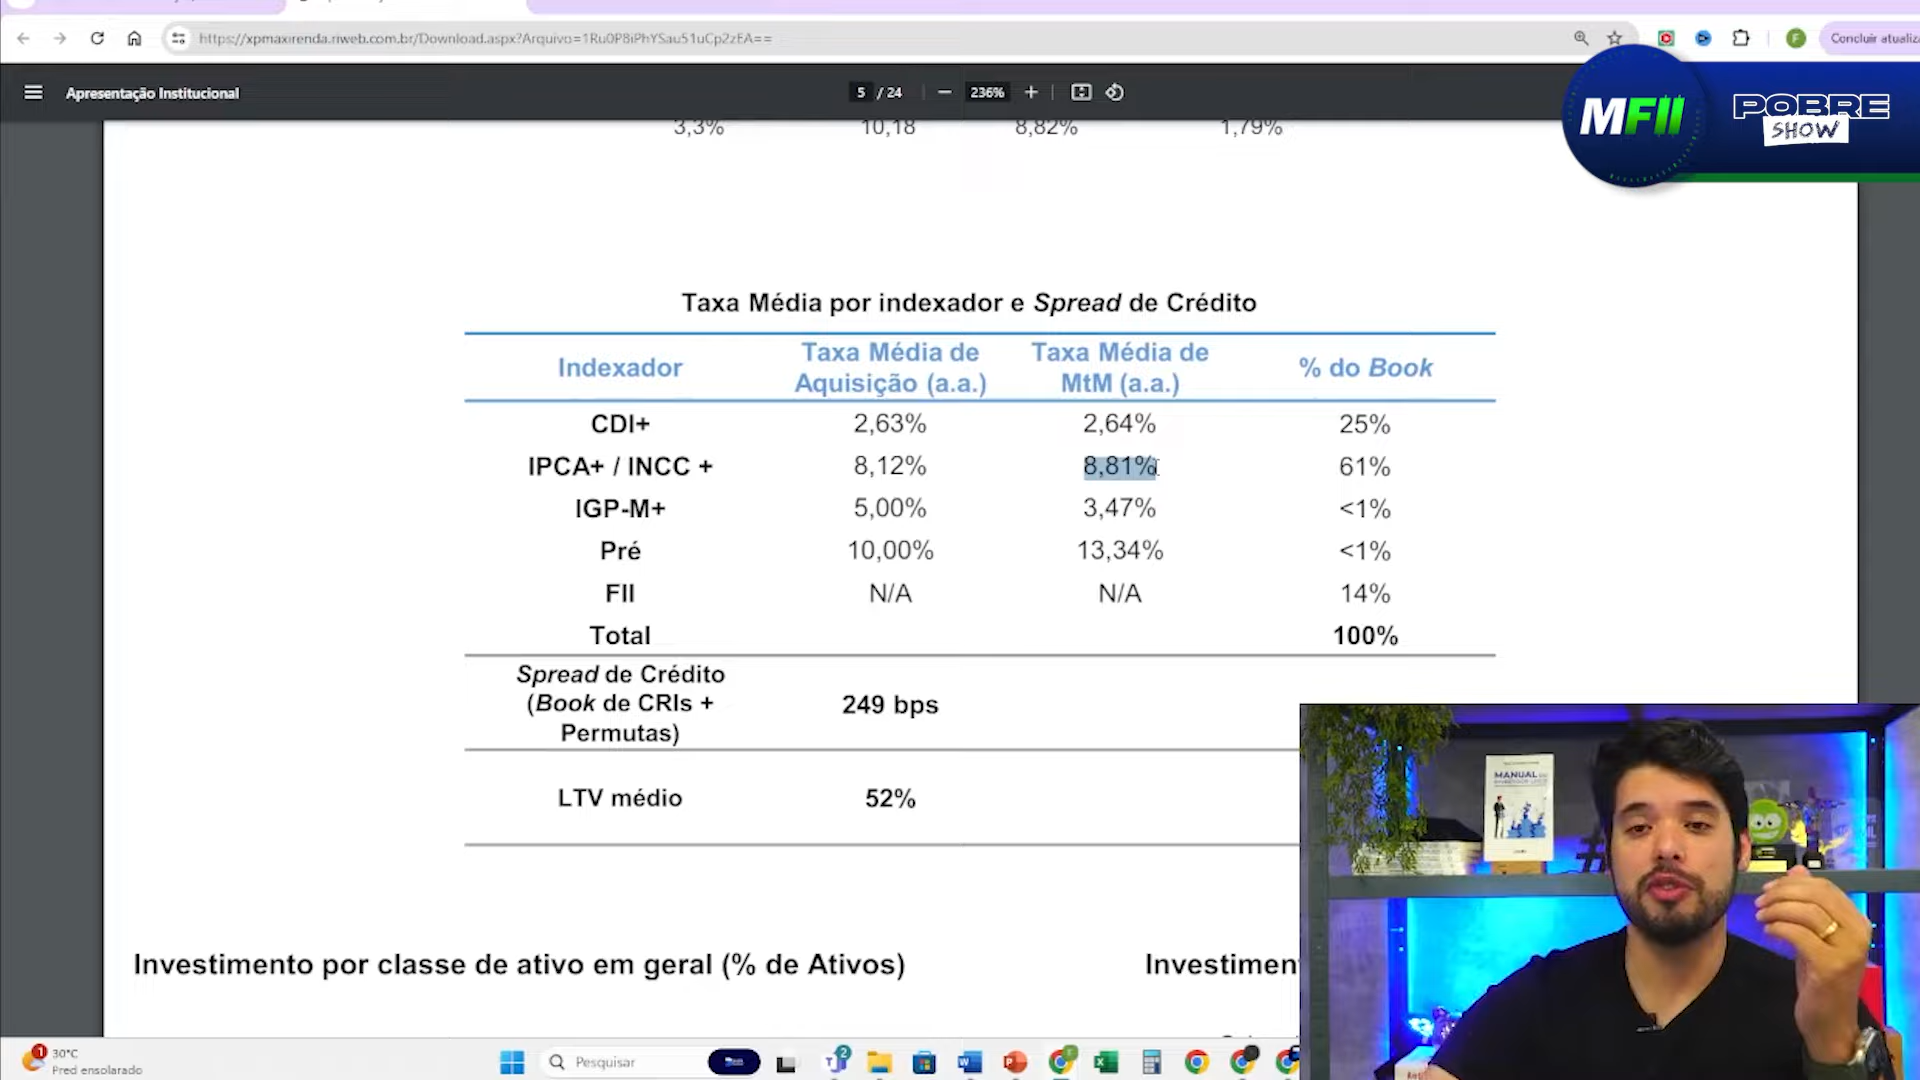 https://xpmaxirenda.riweb.com.br/Download.aspx?Arquivo=1Ru0P8iPhYSau51uCp2zEA==
F
Concluir atualiza
Apresentação Institucional
5 / 24
236%
MFII
POBRE
SHOW
3,3% 10,18 8,82% 1,79%
Taxa Média por indexador e Spread de Crédito
Indexador
Taxa Média de
Aquisição (a.a.)
Taxa Média de
MtM (a.a.)
% do Book
CDI+ 2,63% 2,64% 25%
IPCA+ / INCC + 8,12% 8,81% 61%
IGP-M+ 5,00% 3,47% <1%
Pré 10,00% 13,34% <1%
FII N/A N/A 14%
Total 100%
Spread de Crédito
(Book de CRIs +
Permutas)
249 bps
LTV médio 52%
MANUAL
Investimento por classe de ativo em geral (% de Ativos)
Investimen
1
30°C
Pred ensolarado
Pesquisar
2